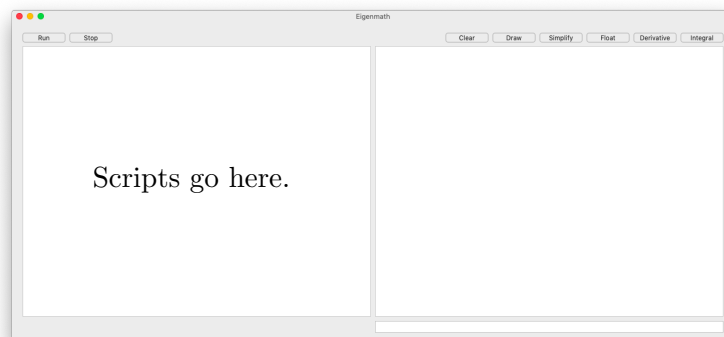 Eigenmath
Run Stop Clear Draw Simplify Float Derivative Integral
Scripts go here.